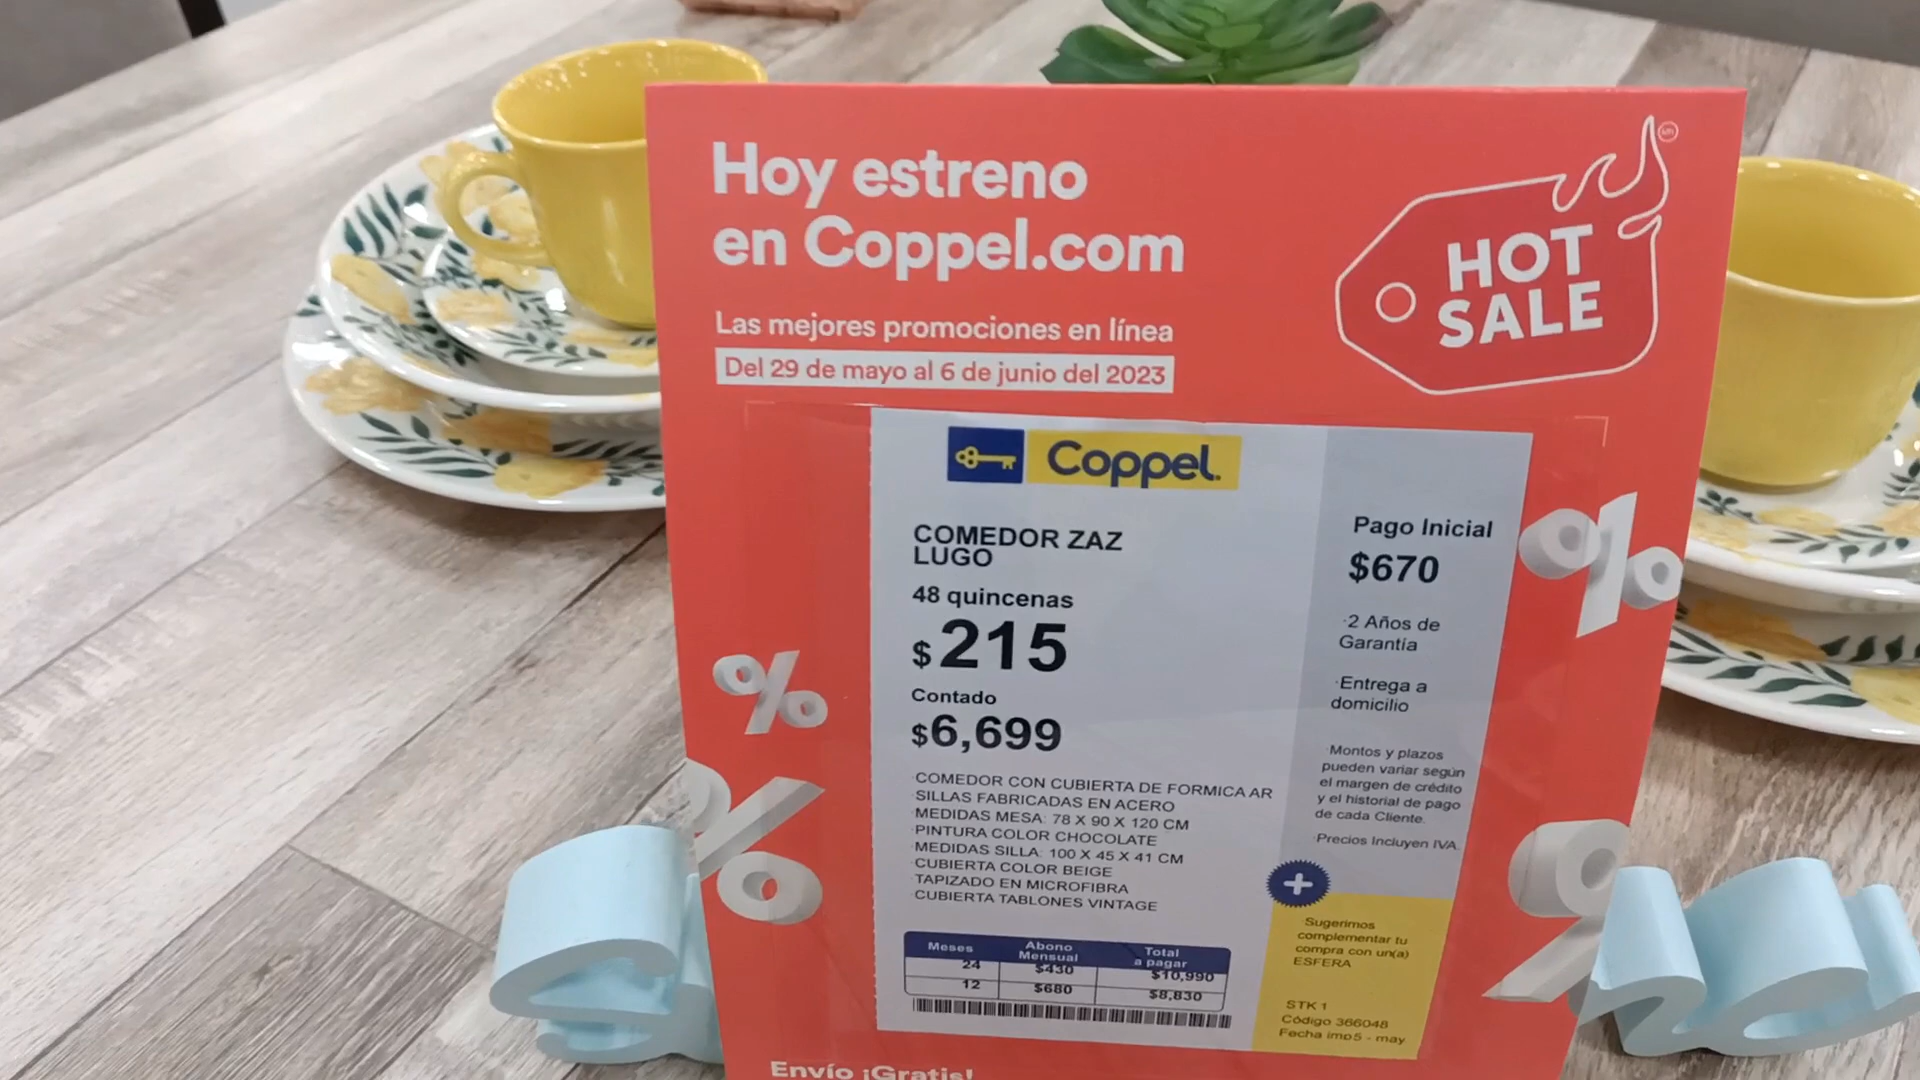 Hoy estreno
en Coppel.com
Las mejores promociones en línea
Del 29 de mayo al 6 de junio del 2023
HOT
SALE
Coppel.
COMEDOR ZAZ
LUGO
48 quincenas
$215
Contado
$6,699
·COMEDOR CON CUBIERTA DE FORMICA AR
·SILLAS FABRICADAS EN ACERO
·MEDIDAS MESA: 78 X 90 X 120 CM
·PINTURA COLOR CHOCOLATE
·MEDIDAS SILLA: 100 X 45 X 41 CM
·CUBIERTA COLOR BEIGE
·TAPIZADO EN MICROFIBRA
·CUBIERTA TABLONES VINTAGE
Meses Abono Mensual Total a pagar
24 $430 $10,990
12 $680 $8,830
Pago Inicial
$670
·2 Años de
Garantía
·Entrega a
domicilio
·Montos y plazos
pueden variar según
el margen de crédito
y el historial de pago
de cada Cliente.
·Precios Incluyen IVA.
+
Sugerimos
complementar tu
compra con un(a)
ESFERA
STK 1
Código 366048
Fecha imp5 - may
% % % %
Envío ¡Gratis!